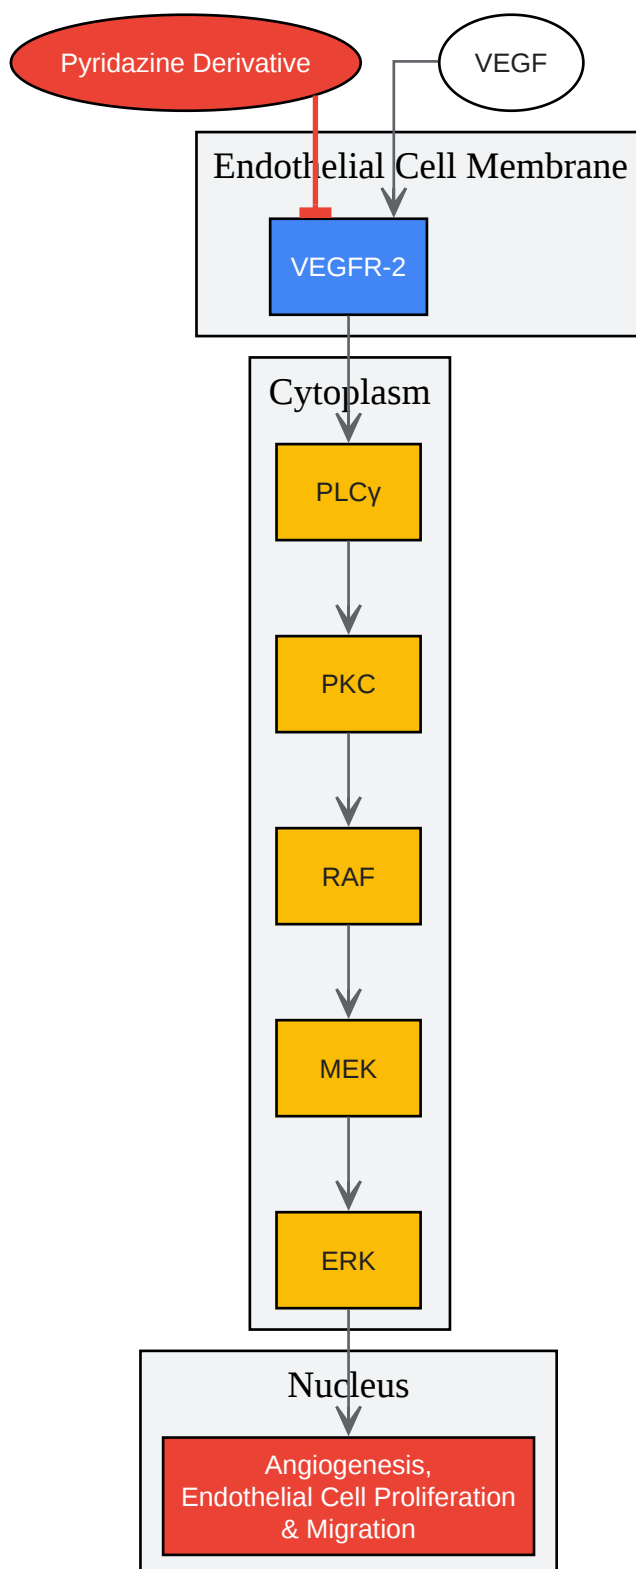 Pyridazine Derivative
VEGF
Endothelial Cell Membrane
VEGFR-2
Cytoplasm
PLCγ
PKC
RAF
MEK
ERK
Nucleus
Angiogenesis,
Endothelial Cell Proliferation
& Migration